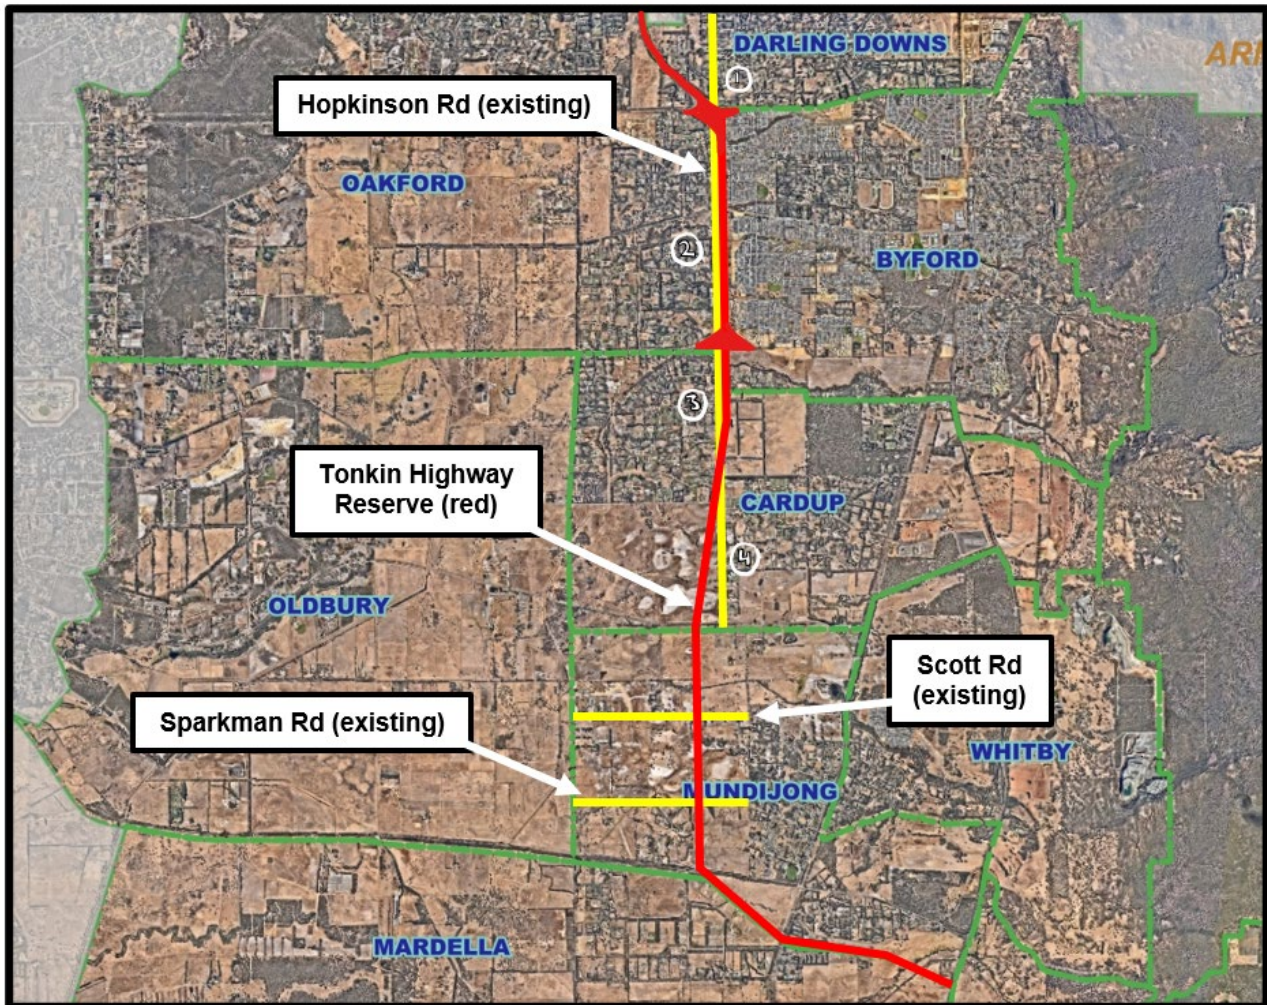 DARLING DOWNS
ARM
1
Hopkinson Rd (existing)
OAKFORD
2
BYFORD
3
Tonkin Highway
Reserve (red)
CARDUP
4
OLDBURY
Scott Rd
(existing)
Sparkman Rd (existing)
WHITBY
MUNDIJONG
MARDELLA